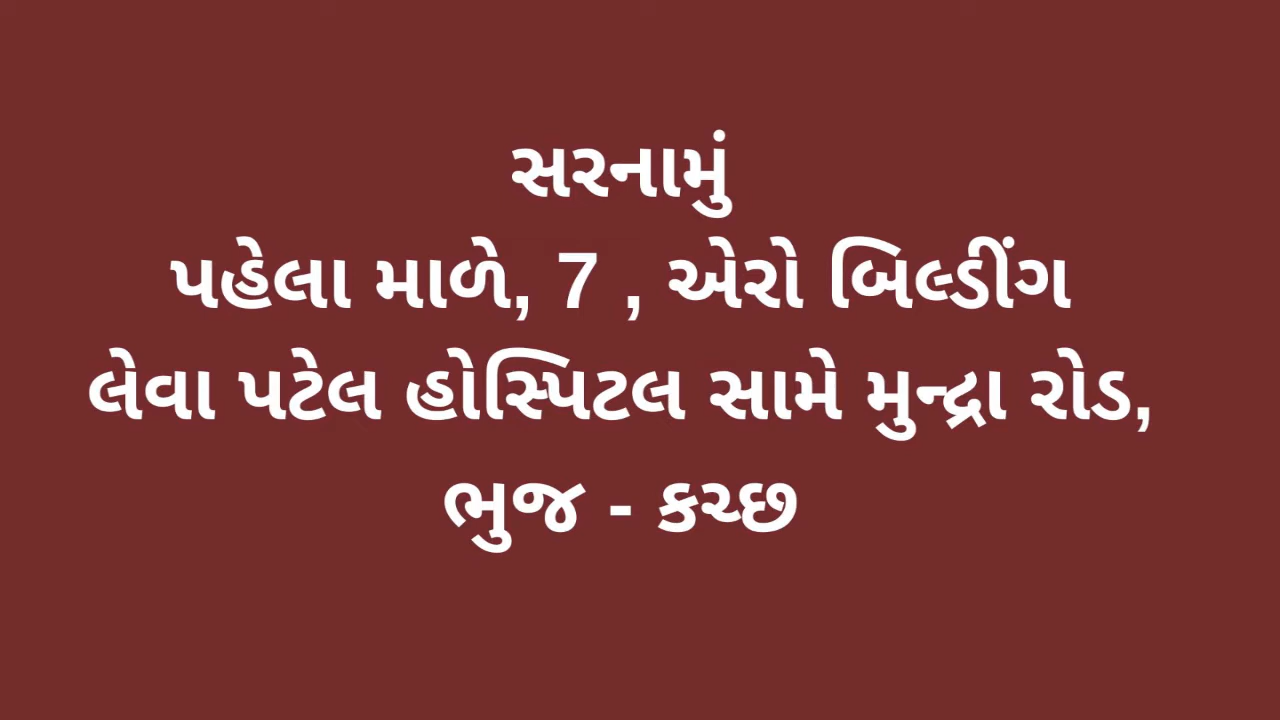 સરનામું
પહેલા માળે, 7 , એરો બિલ્ડીંગ
લેવા પટેલ હોસ્પિટલ સામે મુન્દ્રા રોડ,
ભુજ - કચ્છ